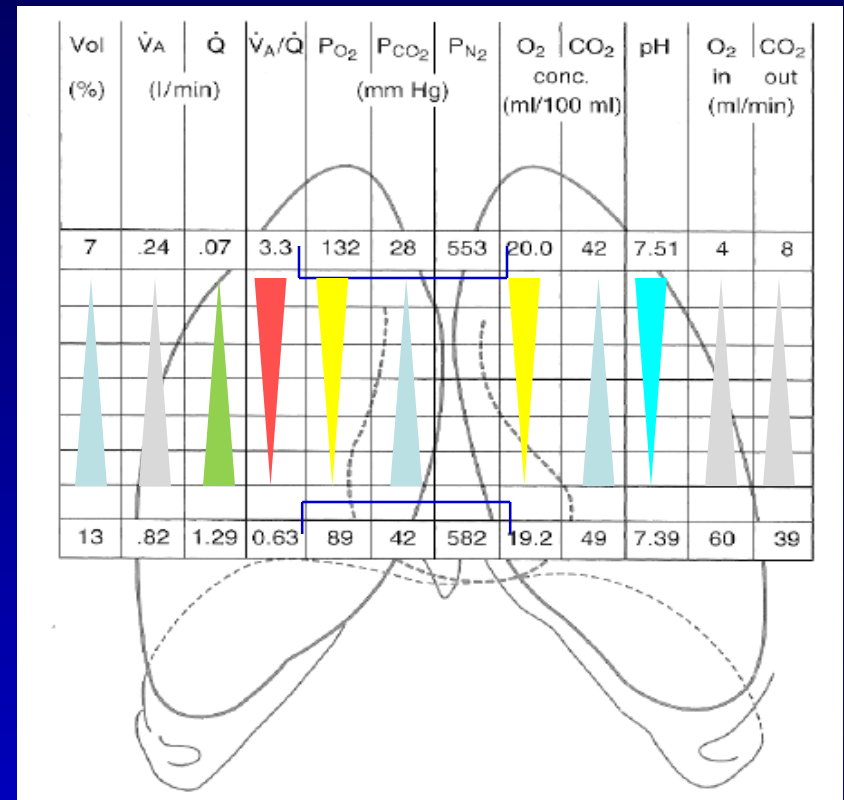 Vol V̇A Q̇ V̇A/Q̇ PO₂ PCO₂ PN₂ O₂ CO₂ pH O₂ CO₂
in out
(%) (l/min) (mm Hg) conc. (ml/100 ml) (ml/min)
7 .24 .07 3.3 132 28 553 20.0 42 7.51 4 8
13 .82 1.29 0.63 89 42 582 19.2 49 7.39 60 39